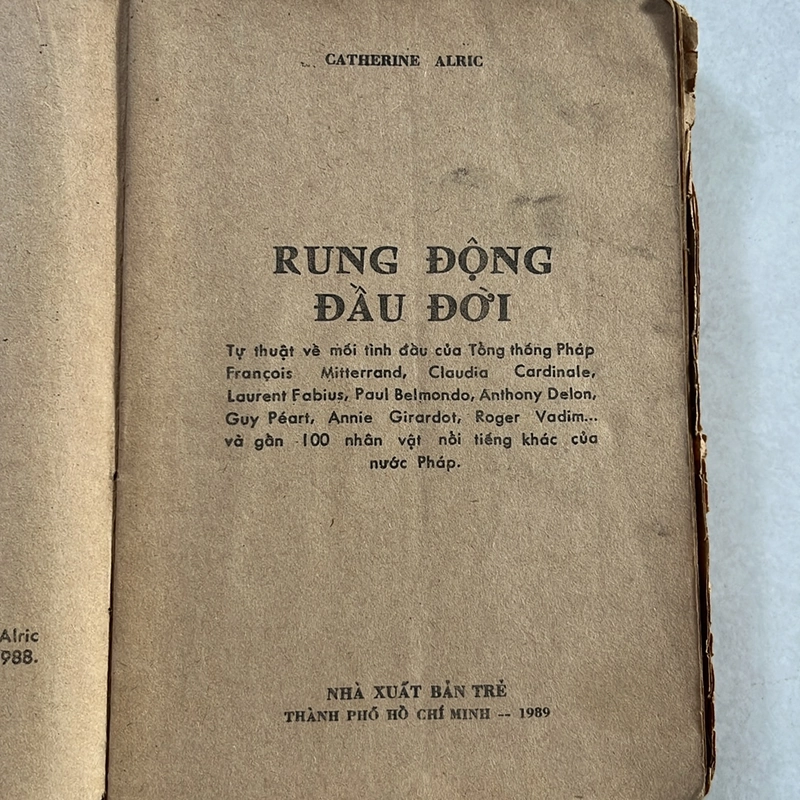 Alric
988.
CATHERINE ALRIC
RUNG ĐỘNG
ĐẦU ĐỜI
Tự thuật về mối tình đầu của Tổng thống Pháp
François Mitterrand, Claudia Cardinale,
Laurent Fabius, Paul Belmondo, Anthony Delon,
Guy Péart, Annie Girardot, Roger Vadim...
và gần 100 nhân vật nổi tiếng khác của
nước Pháp.
NHÀ XUẤT BẢN TRẺ
THÀNH PHỐ HỒ CHÍ MINH -- 1989